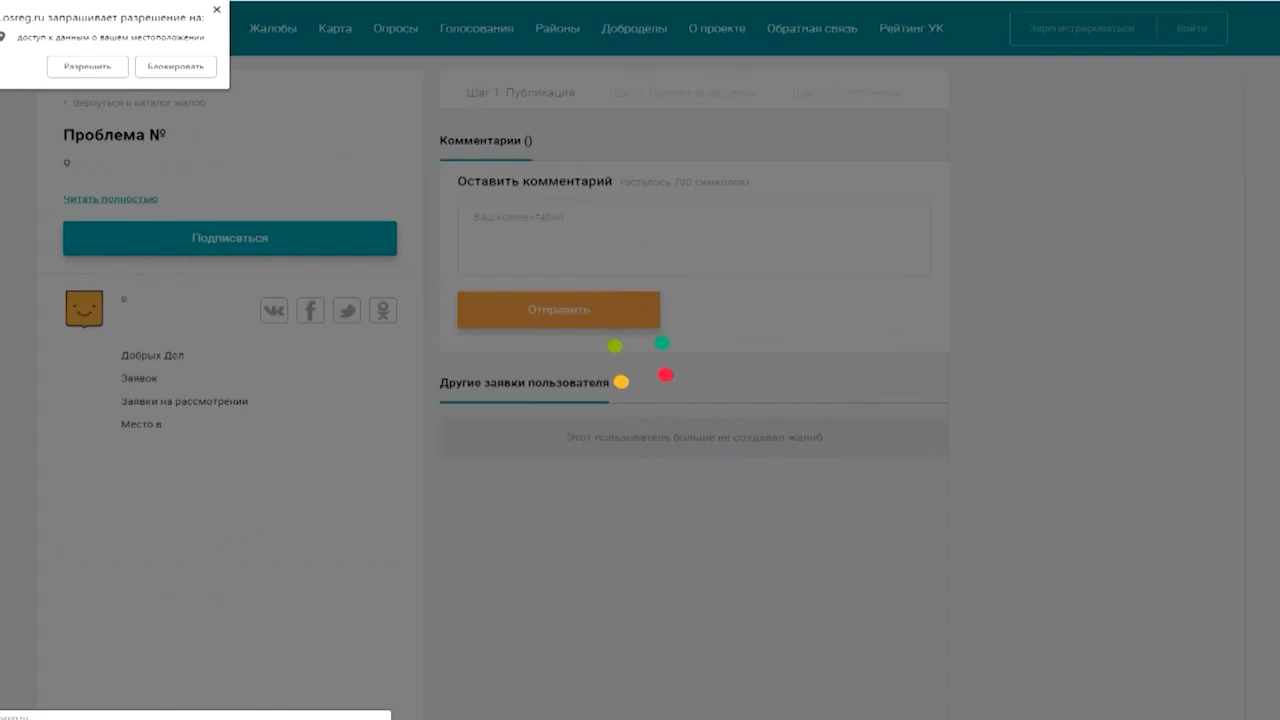 .osreg.ru запрашивает разрешение на:
доступ к данным о вашем местоположении
Разрешить Блокировать
Жалобы Карта Опросы Голосования Районы Доброделы О проекте Обратная связь Рейтинг УК Зарегистрироваться Войти
Вернуться в каталог жалоб
Проблема №
Читать полностью
Подписаться
в
Добрых Дел
Заявок
Заявки на рассмотрении
Место в
Шаг 1. Публикация Шаг 2.
Комментарии ()
Оставить комментарий (осталось 700 символов)
Ваш комментарий
Отправить
Другие заявки пользователя
Этот пользователь больше не создавал жалоб